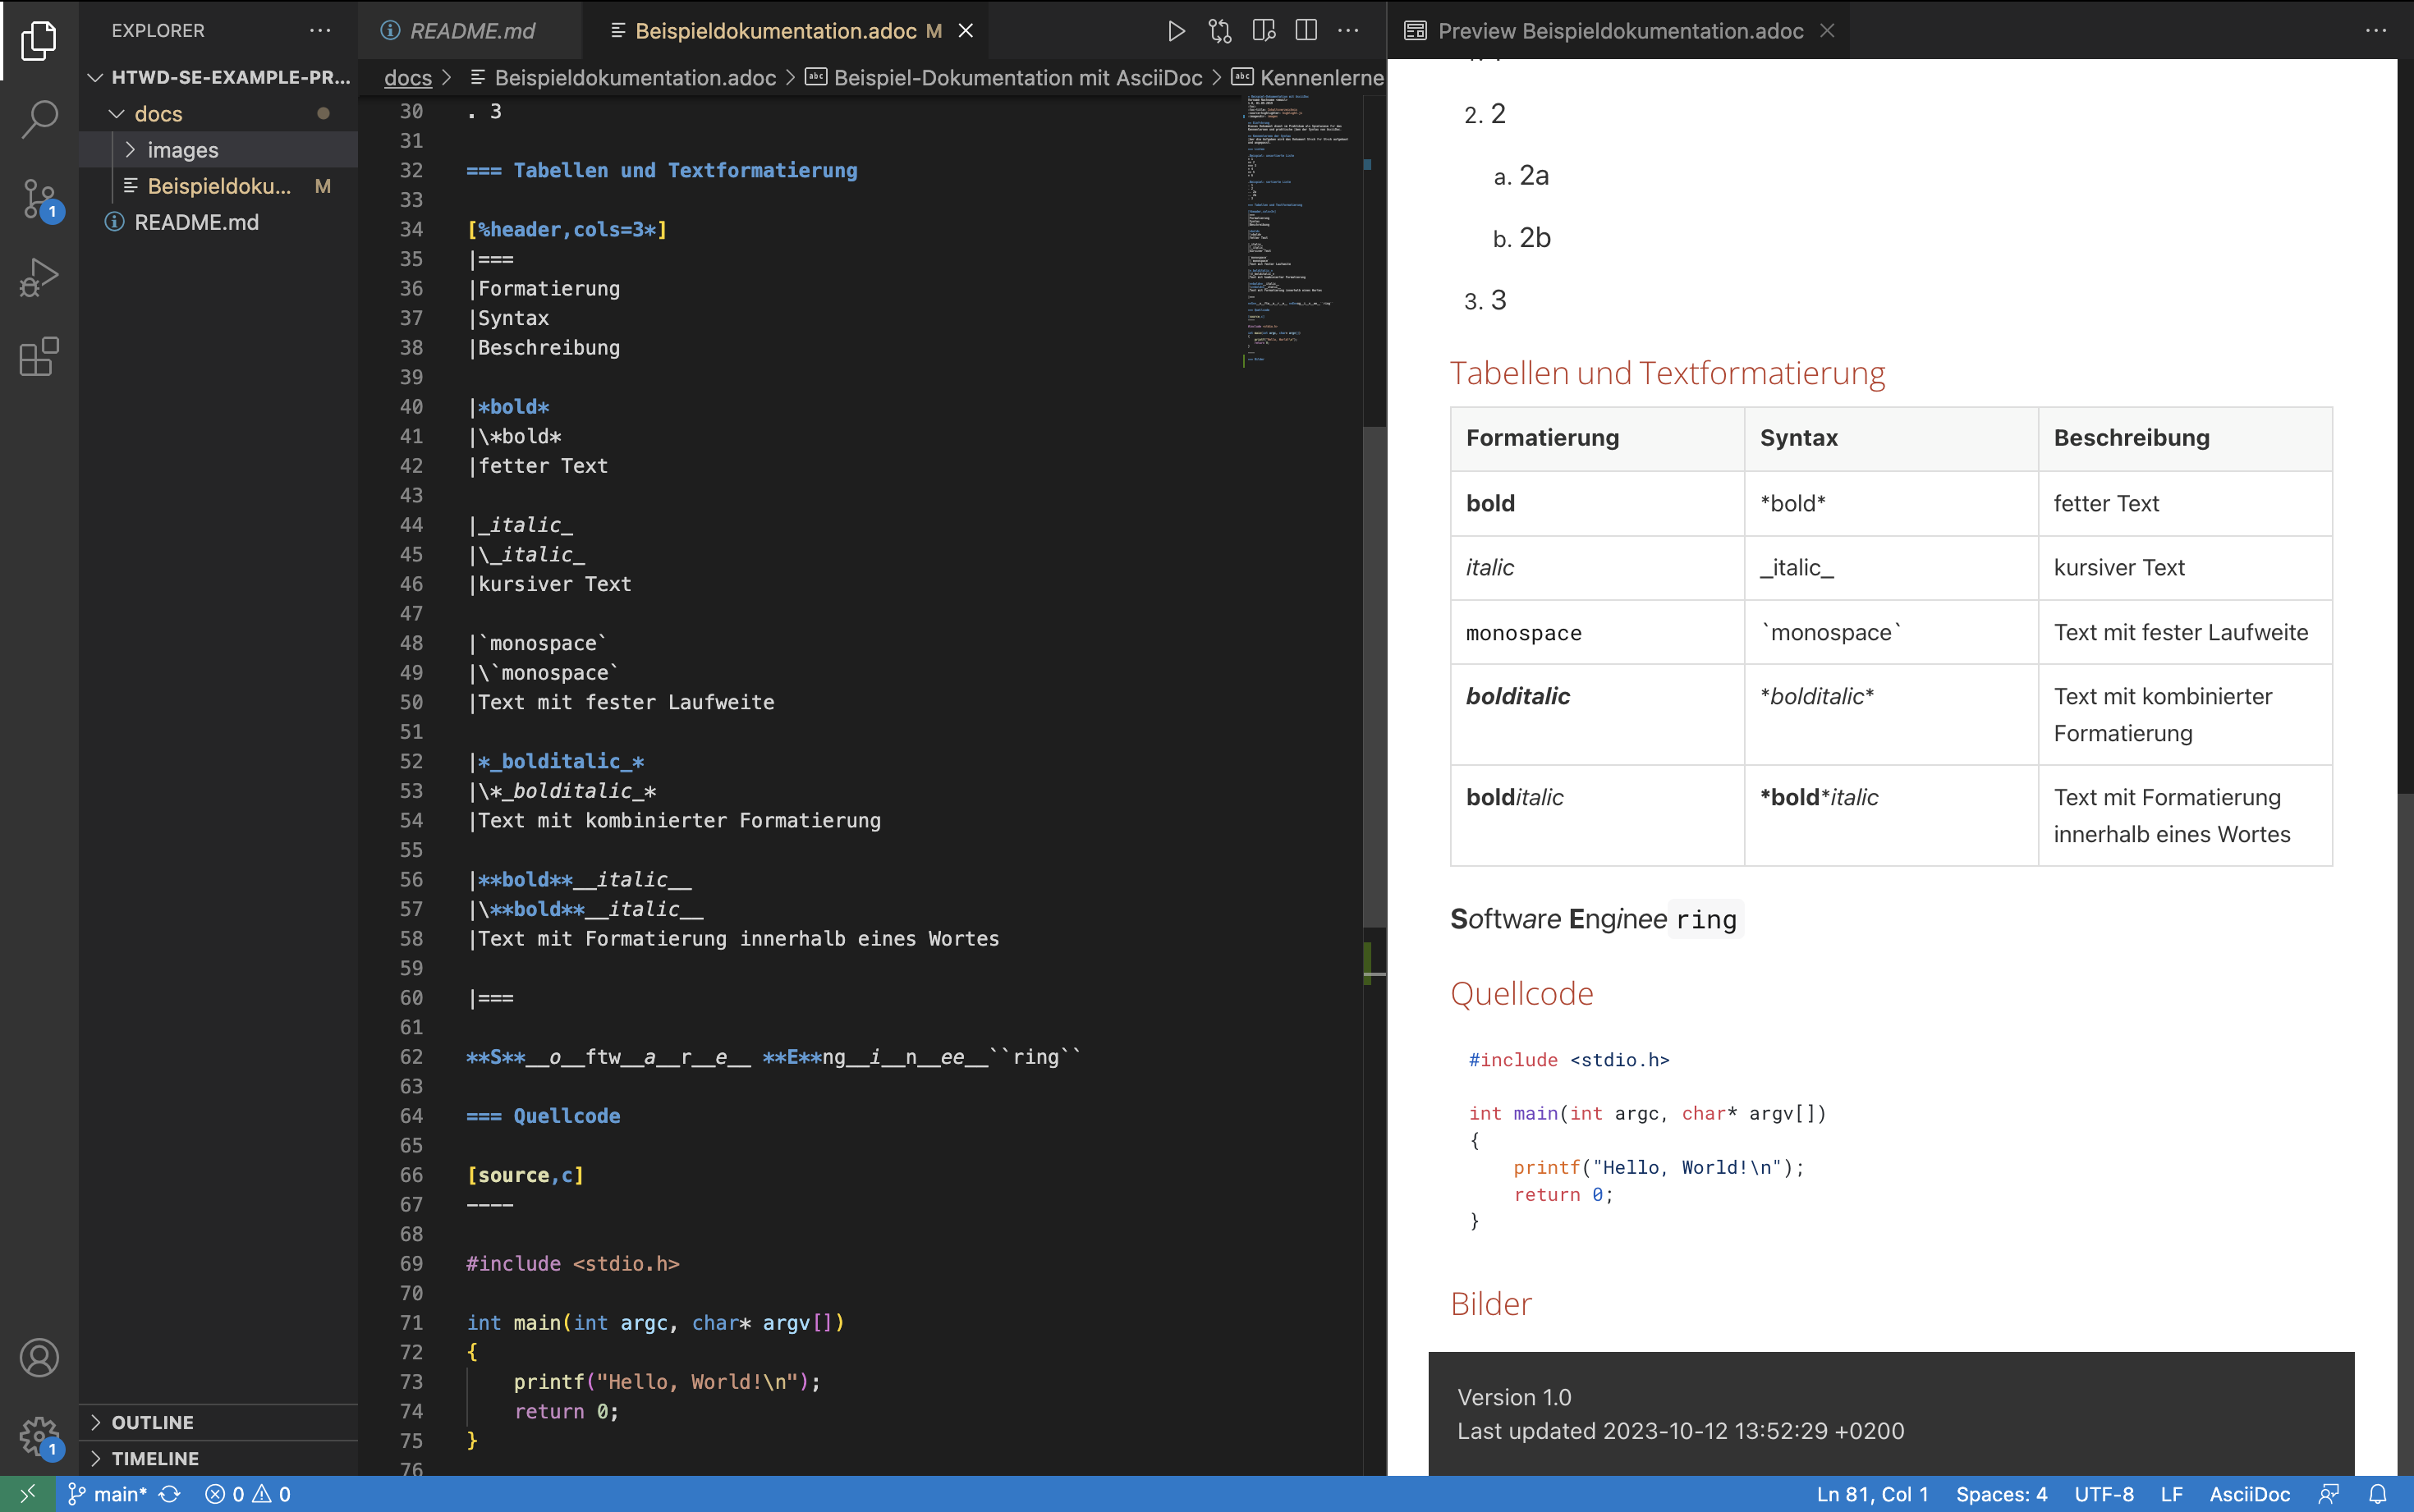 EXPLORER
HTWD-SE-EXAMPLE-PR...
docs
images
Beispieldoku... M
README.md
OUTLINE
TIMELINE
README.md
Beispieldokumentation.adoc M
docs > Beispieldokumentation.adoc > Beispiel-Dokumentation mit AsciiDoc > Kennenlerne
30 . 3
31
32 === Tabellen und Textformatierung
33
34 [%header,cols=3*]
35 |===
36 |Formatierung
37 |Syntax
38 |Beschreibung
39
40 |*bold*
41 |\*bold*
42 |fetter Text
43
44 |_italic_
45 |\_italic_
46 |kursiver Text
47
48 |`monospace`
49 |\`monospace`
50 |Text mit fester Laufweite
51
52 |*_bolditalic_*
53 |\*_bolditalic_*
54 |Text mit kombinierter Formatierung
55
56 |**bold**__italic__
57 |\**bold**__italic__
58 |Text mit Formatierung innerhalb eines Wortes
59
60 |===
61
62 **S**__o__ftw__a__r__e__ **E**ng__i__n__ee__``ring``
63
64 === Quellcode
65
66 [source,c]
67 ----
68
69 #include <stdio.h>
70
71 int main(int argc, char* argv[])
72 {
73 printf("Hello, World!\n");
74 return 0;
75 }
76
Preview Beispieldokumentation.adoc
2. 2
a. 2a
b. 2b
3. 3
Tabellen und Textformatierung
Formatierung Syntax Beschreibung
bold *bold* fetter Text
italic _italic_ kursiver Text
monospace `monospace` Text mit fester Laufweite
bolditalic *bolditalic* Text mit kombinierter
Formatierung
bolditalic *bold*italic Text mit Formatierung
innerhalb eines Wortes
Software Engineering
Quellcode
#include <stdio.h>
int main(int argc, char* argv[])
{
printf("Hello, World!\n");
return 0;
}
Bilder
Version 1.0
Last updated 2023-10-12 13:52:29 +0200
1
1
main* 0 0
Ln 81, Col 1 Spaces: 4 UTF-8 LF AsciiDoc